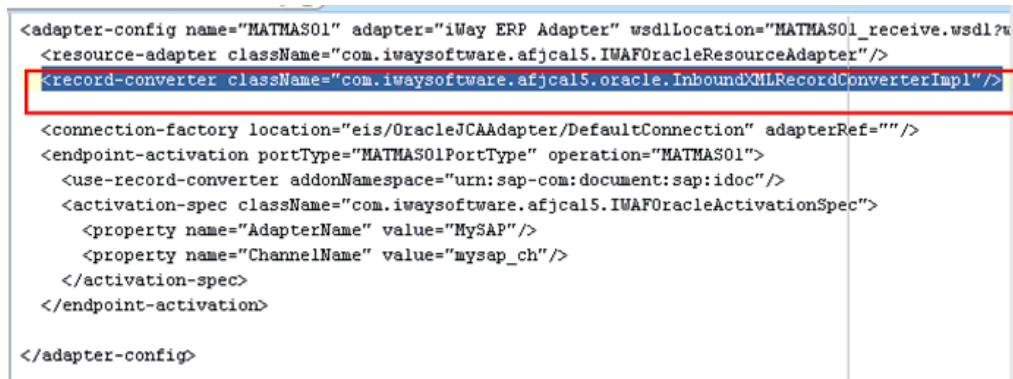 <adapter-config name="MATMAS01" adapter="iWay ERP Adapter" wsdlLocation="MATMAS01_receive.wsdl?w
<resource-adapter className="com.iwaysoftware.afjca15.IWAFOracleResourceAdapter"/>
<record-converter className="com.iwaysoftware.afjca15.oracle.InboundXMLRecordConverterImpl"/>
<connection-factory location="eis/OracleJCAAdapter/DefaultConnection" adapterRef=""/>
<endpoint-activation portType="MATMAS01PortType" operation="MATMAS01">
<use-record-converter addonNamespace="urn:sap-com:document:sap:idoc"/>
<activation-spec className="com.iwaysoftware.afjca15.IWAFOracleActivationSpec">
<property name="AdapterName" value="MySAP"/>
<property name="ChannelName" value="mysap_ch"/>
</activation-spec>
</endpoint-activation>
</adapter-config>